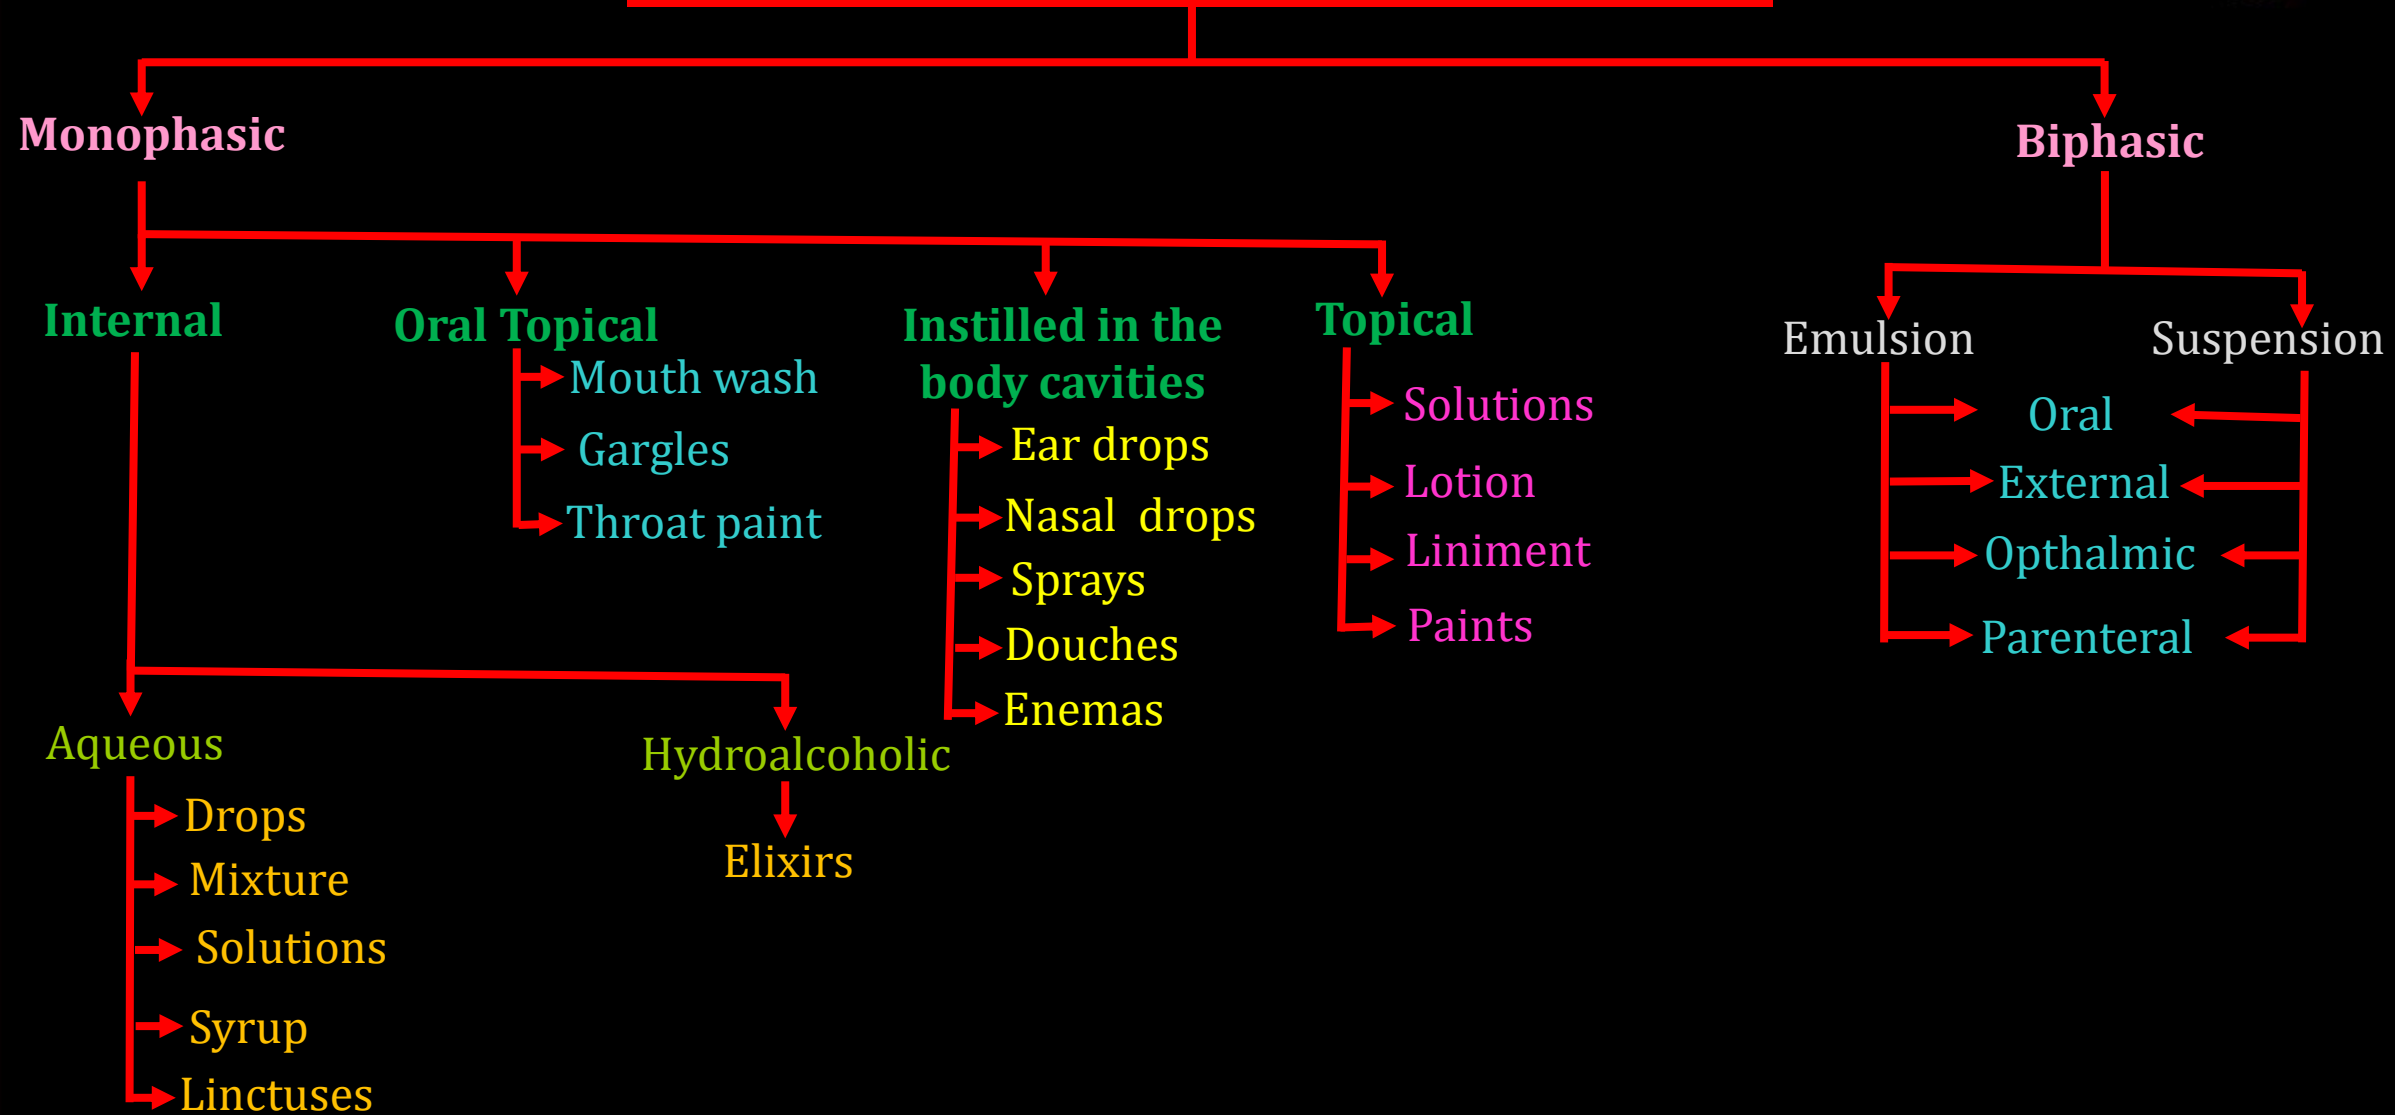 Monophasic
Biphasic
Internal
Oral Topical
Mouth wash
Gargles
Throat paint
Instilled in the
body cavities
Ear drops
Nasal drops
Sprays
Douches
Enemas
Topical
Solutions
Lotion
Liniment
Paints
Emulsion
Suspension
Oral
External
Opthalmic
Parenteral
Aqueous
Drops
Mixture
Solutions
Syrup
Linctuses
Hydroalcoholic
Elixirs